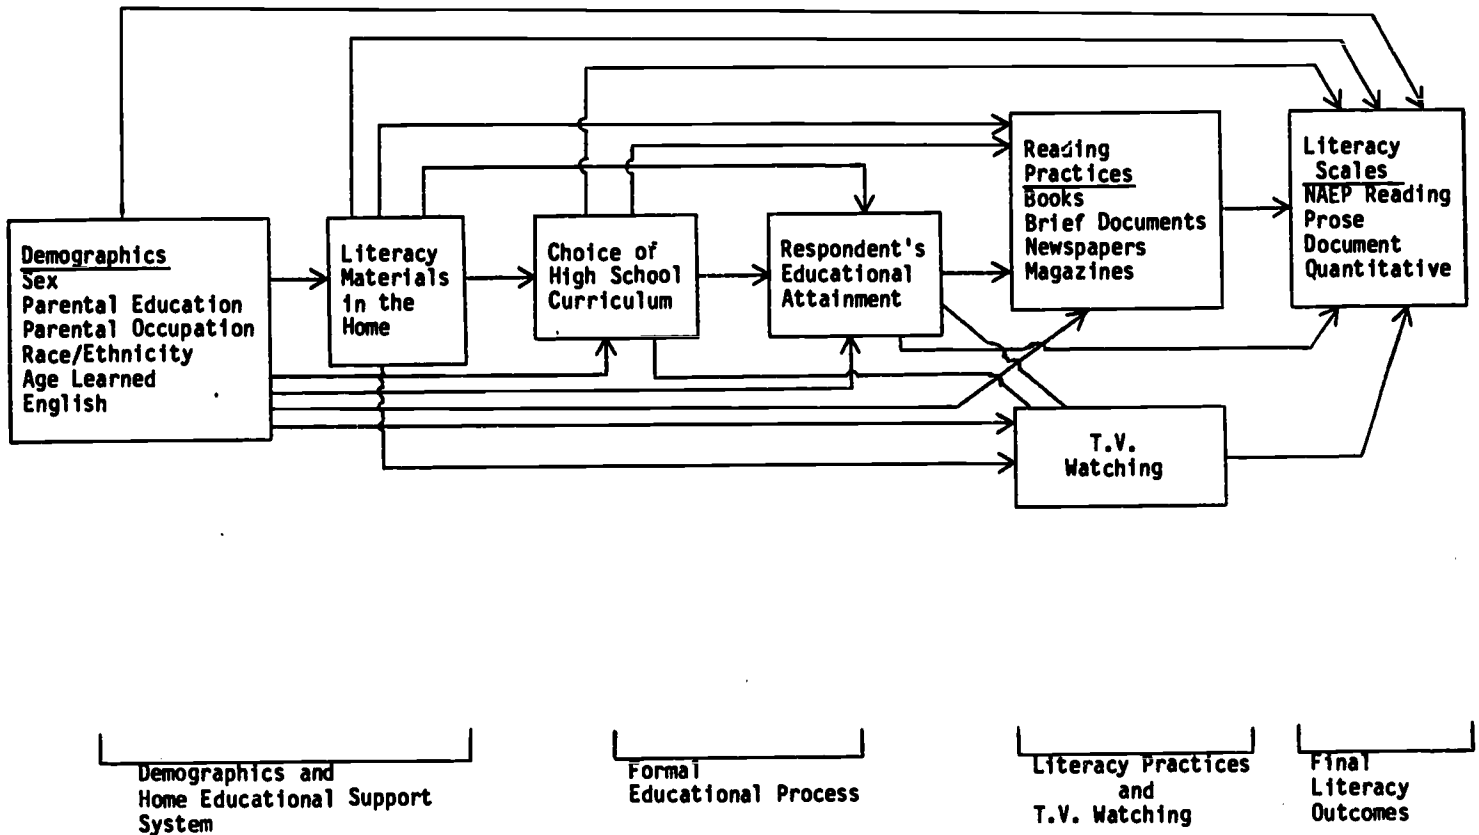 Demographics
Sex
Parental Education
Parental Occupation
Race/Ethnicity
Age Learned
English
Literacy
Materials
in the
Home
Choice of
High School
Curriculum
Respondent's
Educational
Attainment
Reading
Practices
Books
Brief Documents
Newspapers
Magazines
T.V.
Watching
Literacy
Scales
NAEP Reading
Prose
Document
Quantitative
Demographics and
Home Educational Support
System
Formal
Educational Process
Literacy Practices
and
T.V. Watching
Final
Literacy
Outcomes